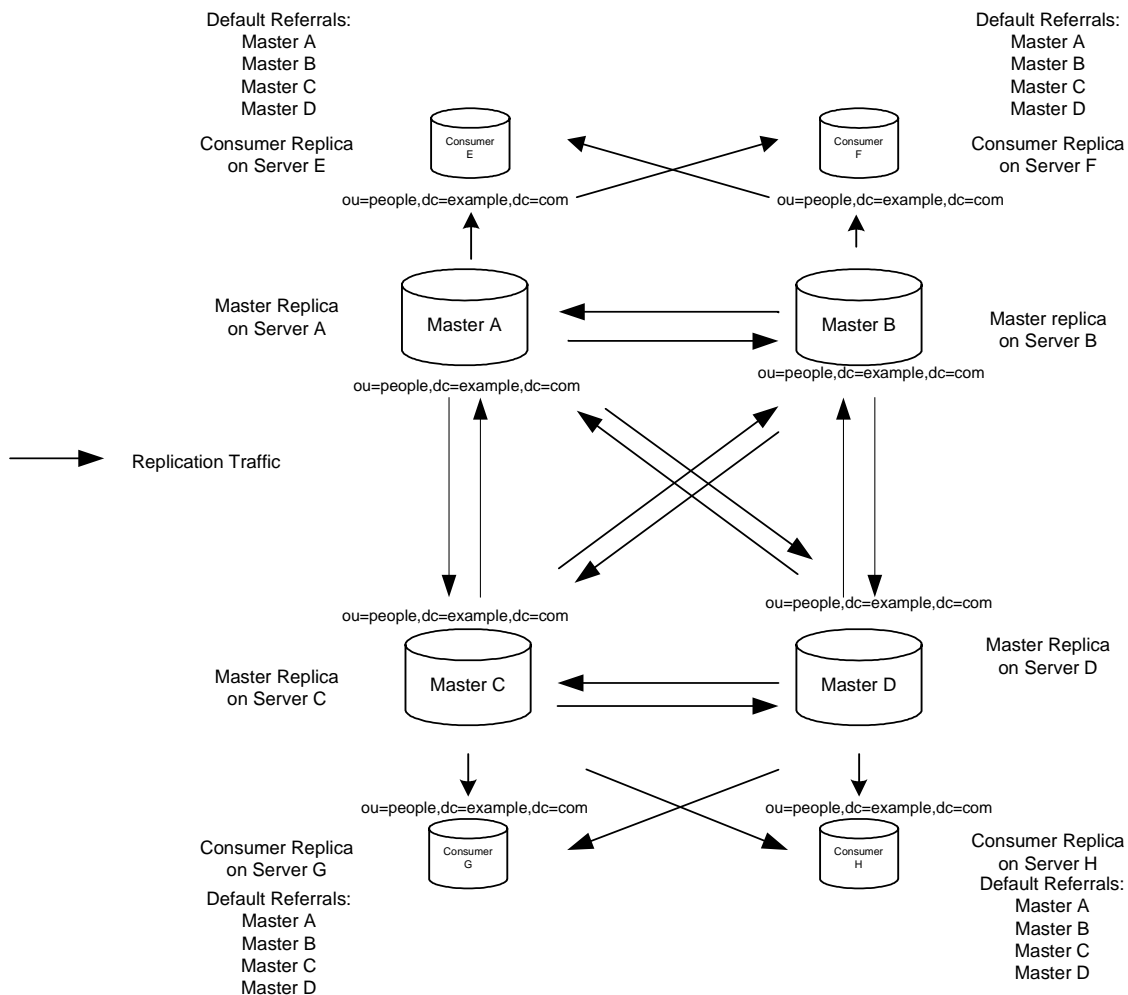 Default Referrals:
Master A
Master B
Master C
Master D
Default Referrals:
Master A
Master B
Master C
Master D
Consumer Replica
on Server E
Consumer
E
Consumer
F
Consumer Replica
on Server F
ou=people,dc=example,dc=com
ou=people,dc=example,dc=com
Master Replica
on Server A
Master A
Master B
Master replica
on Server B
ou=people,dc=example,dc=com
ou=people,dc=example,dc=com
Replication Traffic
ou=people,dc=example,dc=com
ou=people,dc=example,dc=com
Master Replica
on Server C
Master C
Master D
Master Replica
on Server D
ou=people,dc=example,dc=com
ou=people,dc=example,dc=com
Consumer Replica
on Server G
Consumer
G
Consumer
H
Consumer Replica
on Server H
Default Referrals:
Master A
Master B
Master C
Master D
Default Referrals:
Master A
Master B
Master C
Master D